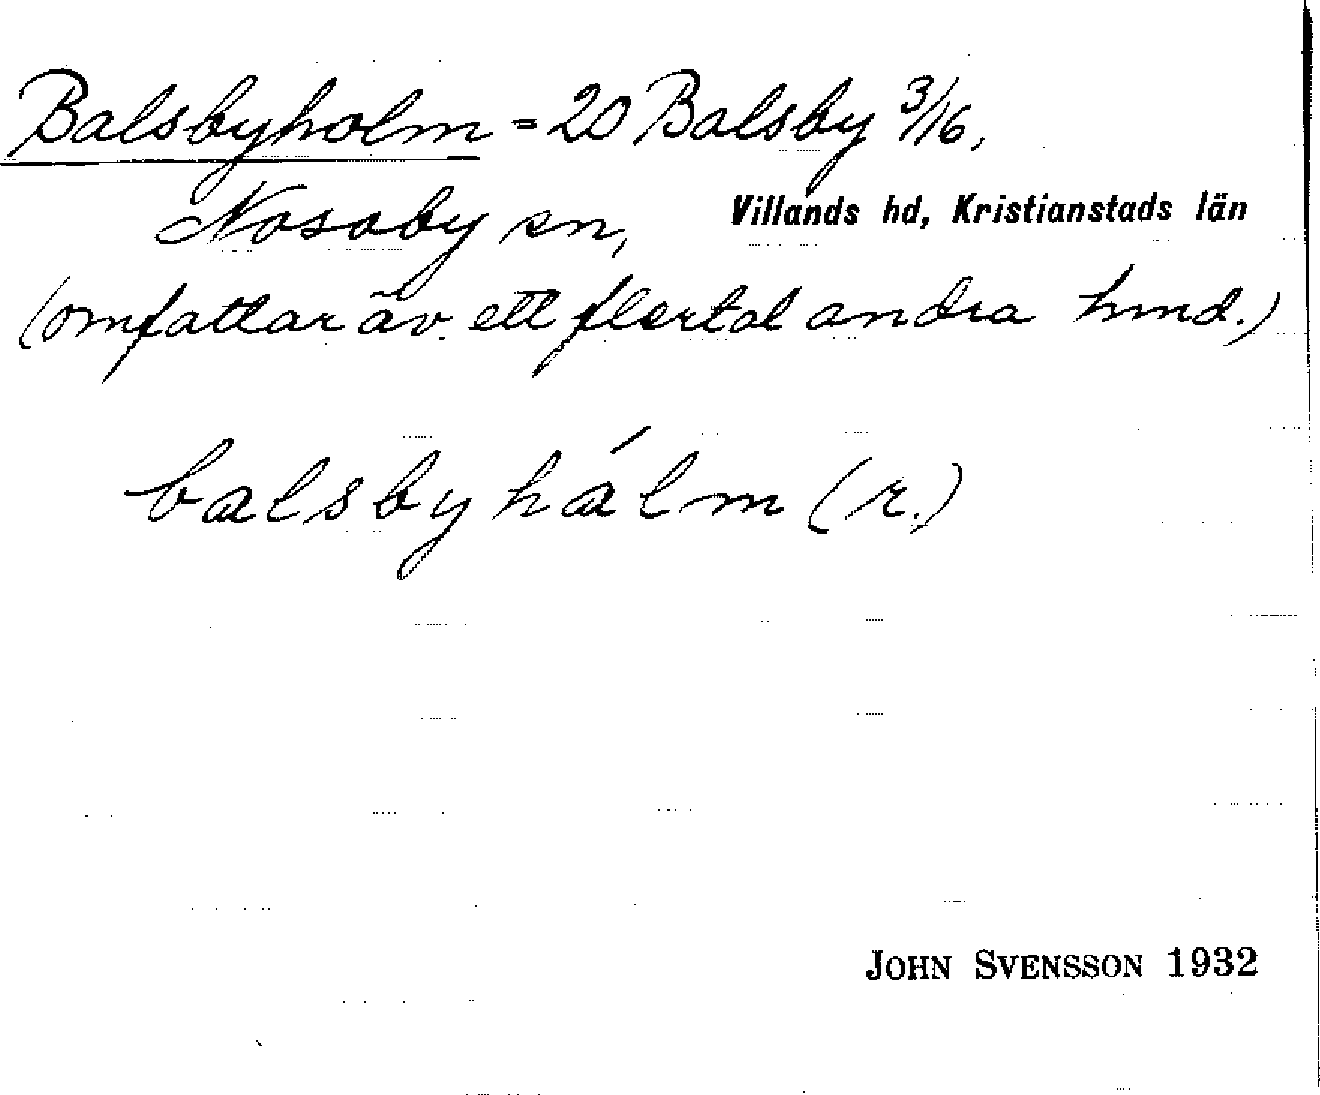 Balsbyholm = 20 Balsby 3/16,
Nosaby sn, Villands hd, Kristianstads län
(omfattar äv. ett flertal andra hmd.)
balsbyhálm (r.)
JOHN SVENSSON 1932